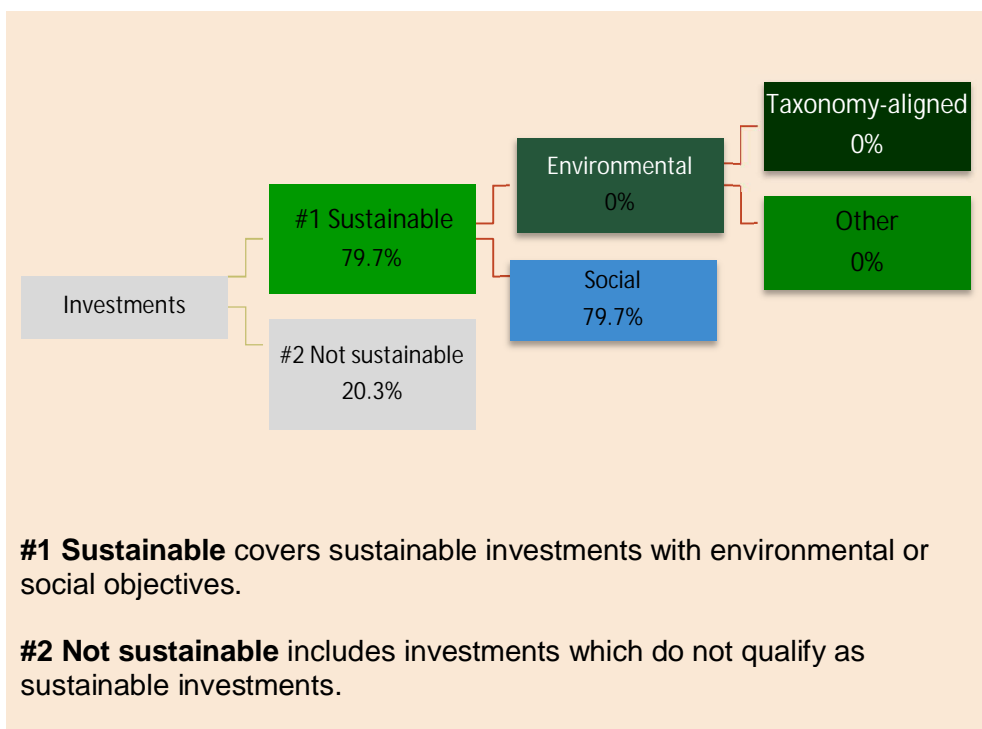 Investments
#1 Sustainable
79.7%
#2 Not sustainable
20.3%
Environmental
0%
Social
79.7%
Taxonomy-aligned
0%
Other
0%
#1 Sustainable covers sustainable investments with environmental or
social objectives.
#2 Not sustainable includes investments which do not qualify as
sustainable investments.